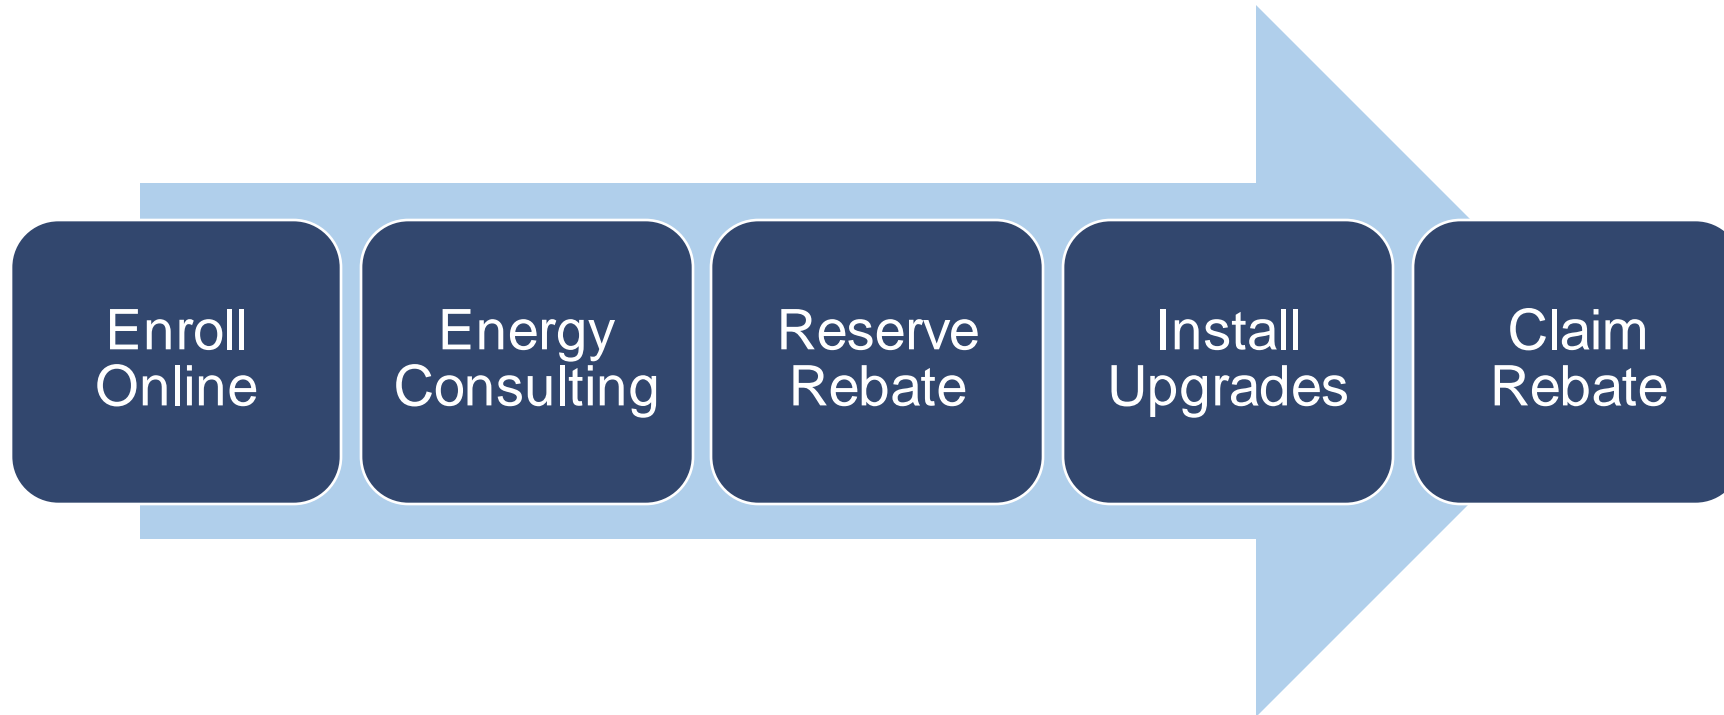 Enroll
Online
Energy
Consulting
Reserve
Rebate
Install
Upgrades
Claim
Rebate